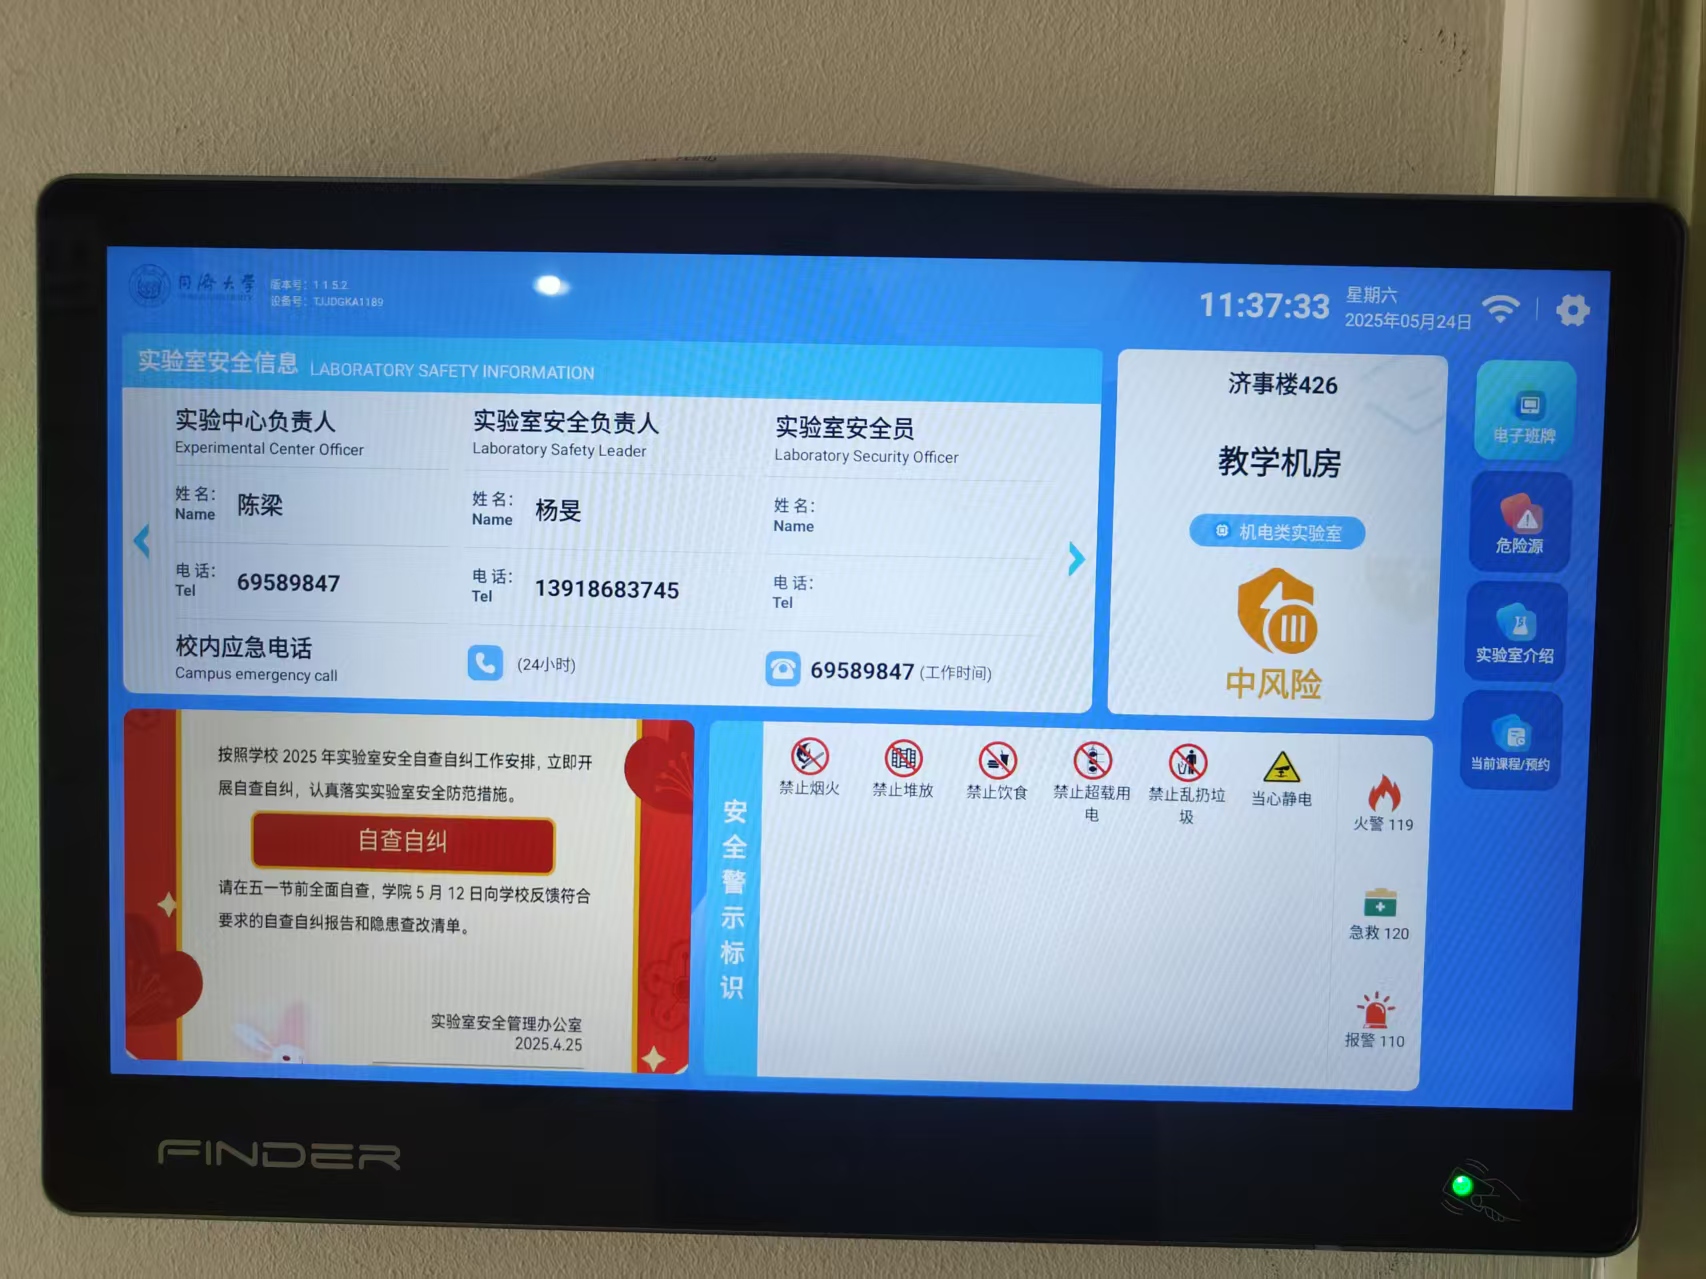 同濟大學
版本号：1.1.5.2
设备号：TJJDGKA1189
11:37:33
星期六
2025年05月24日
实验室安全信息 LABORATORY SAFETY INFORMATION
实验中心负责人
Experimental Center Officer
姓 名：
Name
陈梁
电 话：
Tel
69589847
实验室安全负责人
Laboratory Safety Leader
姓 名：
Name
杨旻
电 话：
Tel
13918683745
实验室安全员
Laboratory Security Officer
姓 名：
Name
电 话：
Tel
校内应急电话
Campus emergency call
(24小时)
69589847 (工作时间)
济事楼426
教学机房
机电类实验室
中风险
电子班牌
危险源
实验室介绍
当前课程/预约
按照学校 2025 年实验室安全自查自纠工作安排，立即开
展自查自纠，认真落实实验室安全防范措施。
自查自纠
请在五一节前全面自查，学院 5 月 12 日向学校反馈符合
要求的自查自纠报告和隐患查改清单。
实验室安全管理办公室
2025.4.25
安全警示标识
禁止烟火
禁止堆放
禁止饮食
禁止超载用
电
禁止乱扔垃
圾
当心静电
火警 119
急救 120
报警 110
FINDER